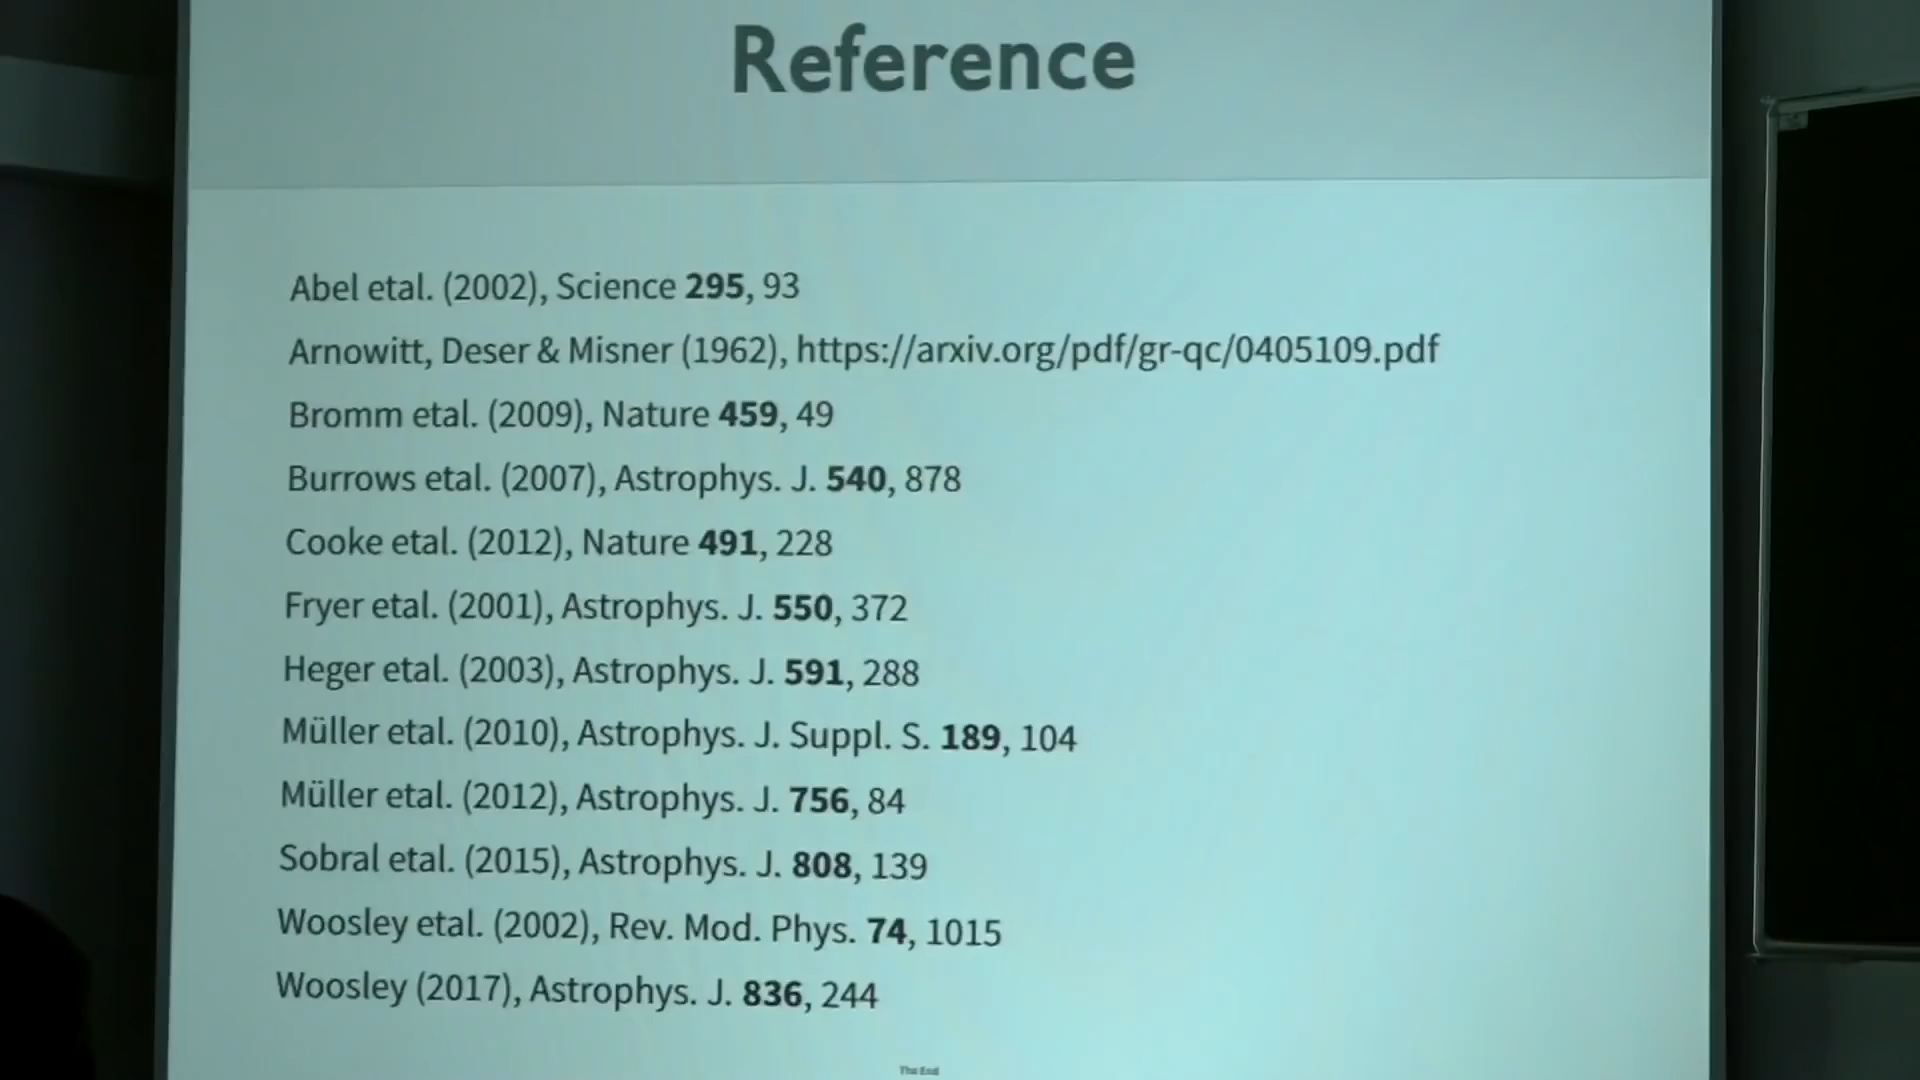 Reference
Abel etal. (2002), Science 295, 93
Arnowitt, Deser & Misner (1962), https://arxiv.org/pdf/gr-qc/0405109.pdf
Bromm etal. (2009), Nature 459, 49
Burrows etal. (2007), Astrophys. J. 540, 878
Cooke etal. (2012), Nature 491, 228
Fryer etal. (2001), Astrophys. J. 550, 372
Heger etal. (2003), Astrophys. J. 591, 288
Müller etal. (2010), Astrophys. J. Suppl. S. 189, 104
Müller etal. (2012), Astrophys. J. 756, 84
Sobral etal. (2015), Astrophys. J. 808, 139
Woosley etal. (2002), Rev. Mod. Phys. 74, 1015
Woosley (2017), Astrophys. J. 836, 244
The End